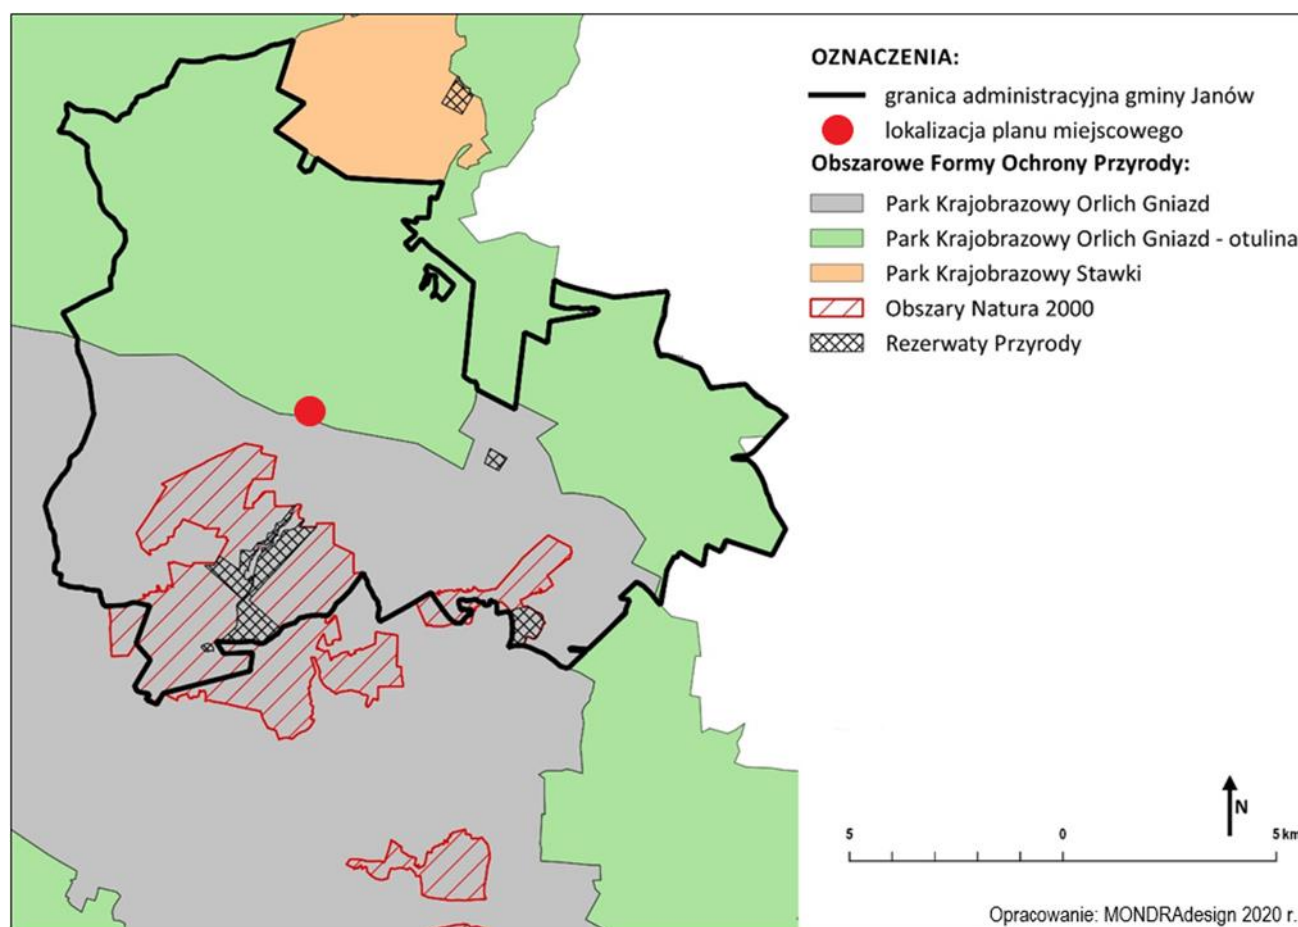 OZNACZENIA:
granica administracyjna gminy Janów
lokalizacja planu miejscowego
Obszarowe Formy Ochrony Przyrody:
Park Krajobrazowy Orlich Gniazd
Park Krajobrazowy Orlich Gniazd - otulina
Park Krajobrazowy Stawki
Obszary Natura 2000
Rezerwaty Przyrody
N
5 0 5 km
Opracowanie: MONDRAdesign 2020 r.